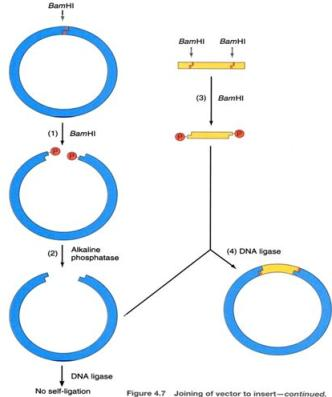 BamHI
BamHI BamHI
(1) BamHI
P P
(3) BamHI
P P
(2) Alkaline
phosphatase
(4) DNA ligase
DNA ligase
No self-ligation
Figure 4.7 Joining of vector to insert—continued.